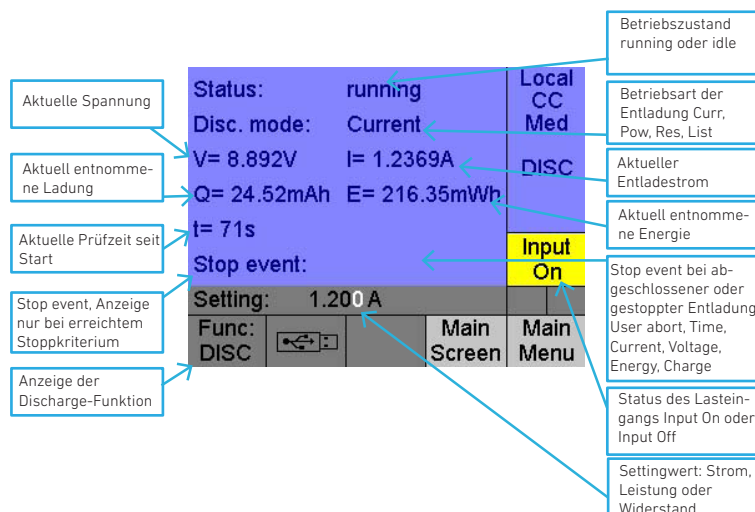 Betriebszustand
running oder idle
Aktuelle Spannung
Aktuell entnomme-
ne Ladung
Aktuelle Prüfzeit seit
Start
Stop event, Anzeige
nur bei erreichtem
Stoppkriterium
Anzeige der
Discharge-Funktion
Status: running
Disc. mode: Current
V= 8.892V I= 1.2369A
Q= 24.52mAh E= 216.35mWh
t= 71s
Stop event:
Setting: 1.200 A
Func:
DISC
Main
Screen
Main
Menu
Local
CC
Med
DISC
Input
On
Betriebsart der
Entladung Curr,
Pow, Res, List
Aktueller
Entladestrom
Aktuell entnomme-
ne Energie
Stop event bei ab-
geschlossener oder
gestoppter Entladung
User abort, Time,
Current, Voltage,
Energy, Charge
Status des Lastein-
gangs Input On oder
Input Off
Settingwert: Strom,
Leistung oder
Widerstand